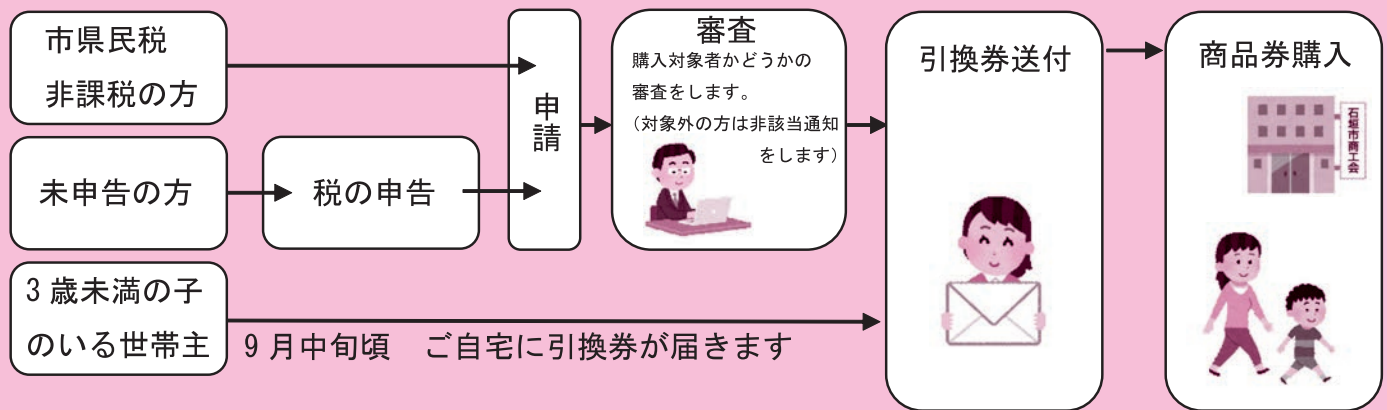 市県民税
非課税の方
未申告の方
税の申告
3歳未満の子
のいる世帯主
9月中旬頃　ご自宅に引換券が届きます
申請
審査
購入対象者かどうかの
審査をします。
(対象外の方は非該当通知
をします)
引換券送付
商品券購入
石垣市商工会